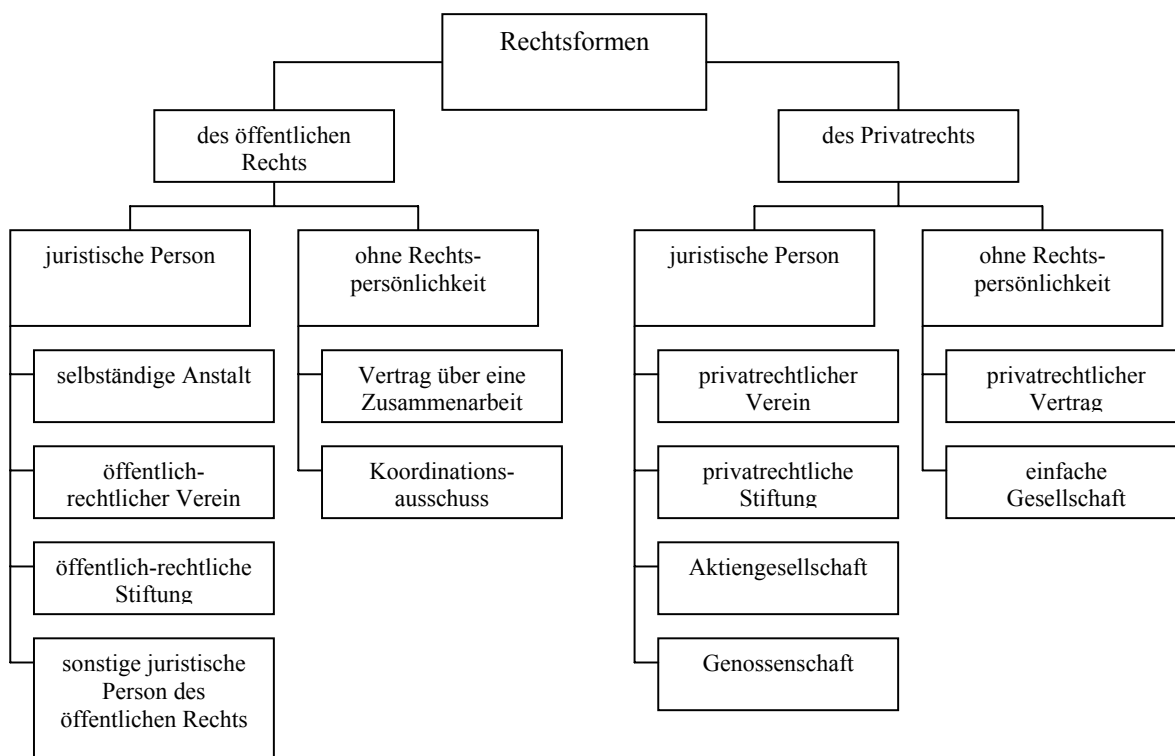 Rechtsformen
des öffentlichen
Rechts
des Privatrechts
juristische Person
ohne Rechts-
persönlichkeit
juristische Person
ohne Rechts-
persönlichkeit
selbständige Anstalt
Vertrag über eine
Zusammenarbeit
privatrechtlicher
Verein
privatrechtlicher
Vertrag
öffentlich-
rechtlicher Verein
Koordinations-
ausschuss
privatrechtliche
Stiftung
einfache
Gesellschaft
öffentlich-rechtliche
Stiftung
Aktiengesellschaft
sonstige juristische
Person des
öffentlichen Rechts
Genossenschaft